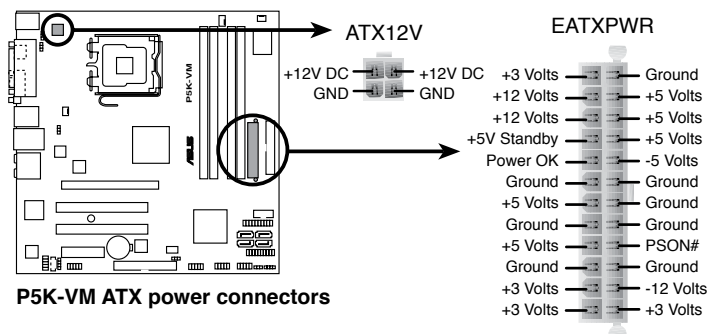 ATX12V
+12V DC
GND
+12V DC
GND
EATXPWR
+3 Volts
+12 Volts
+12 Volts
+5V Standby
Power OK
Ground
+5 Volts
Ground
+5 Volts
Ground
+3 Volts
+3 Volts
Ground
+5 Volts
+5 Volts
+5 Volts
-5 Volts
Ground
Ground
Ground
PSON#
Ground
-12 Volts
+3 Volts
P5K-VM
ASUS
P5K-VM ATX power connectors